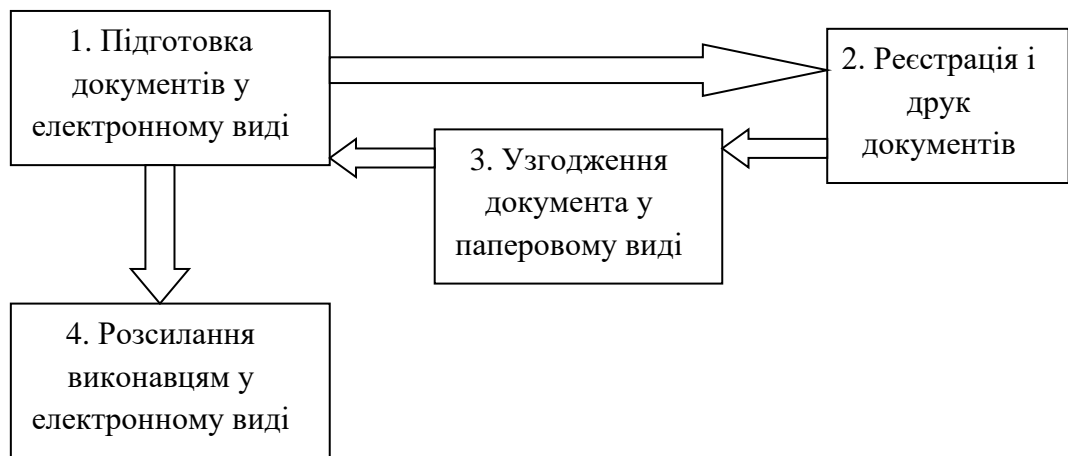 1. Підготовка
документів у
електронному виді
2. Реєстрація і
друк
документів
3. Узгодження
документа у
паперовому виді
4. Розсилання
виконавцям у
електронному виді